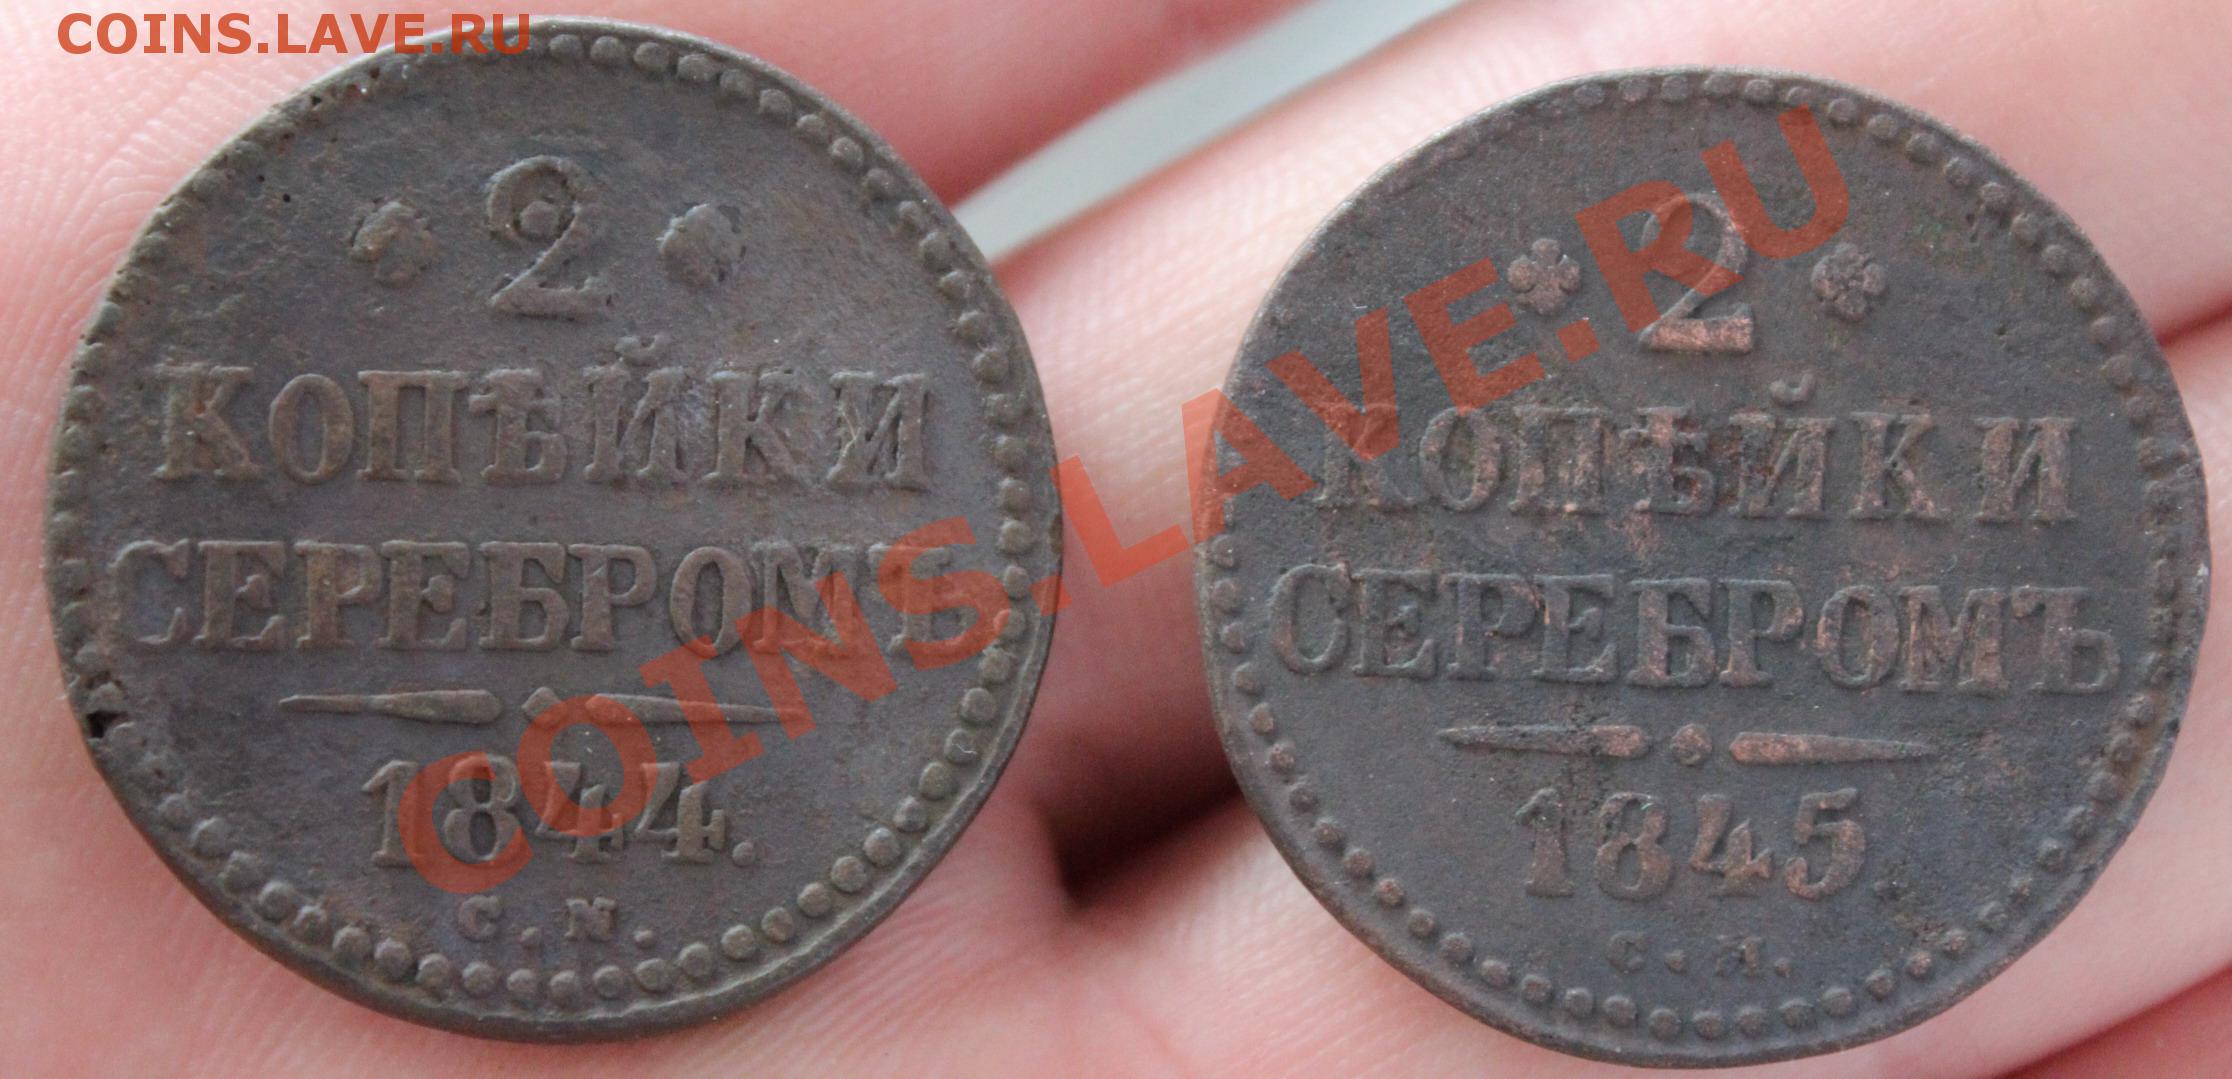 COINS.LAVE.RU
2
КОПѢЙКИ
СЕРЕБРОМЪ
1844.
С. М.
2
КОПѢЙКИ
СЕРЕБРОМЪ
1845
С. М.
COINS.LAVE.RU